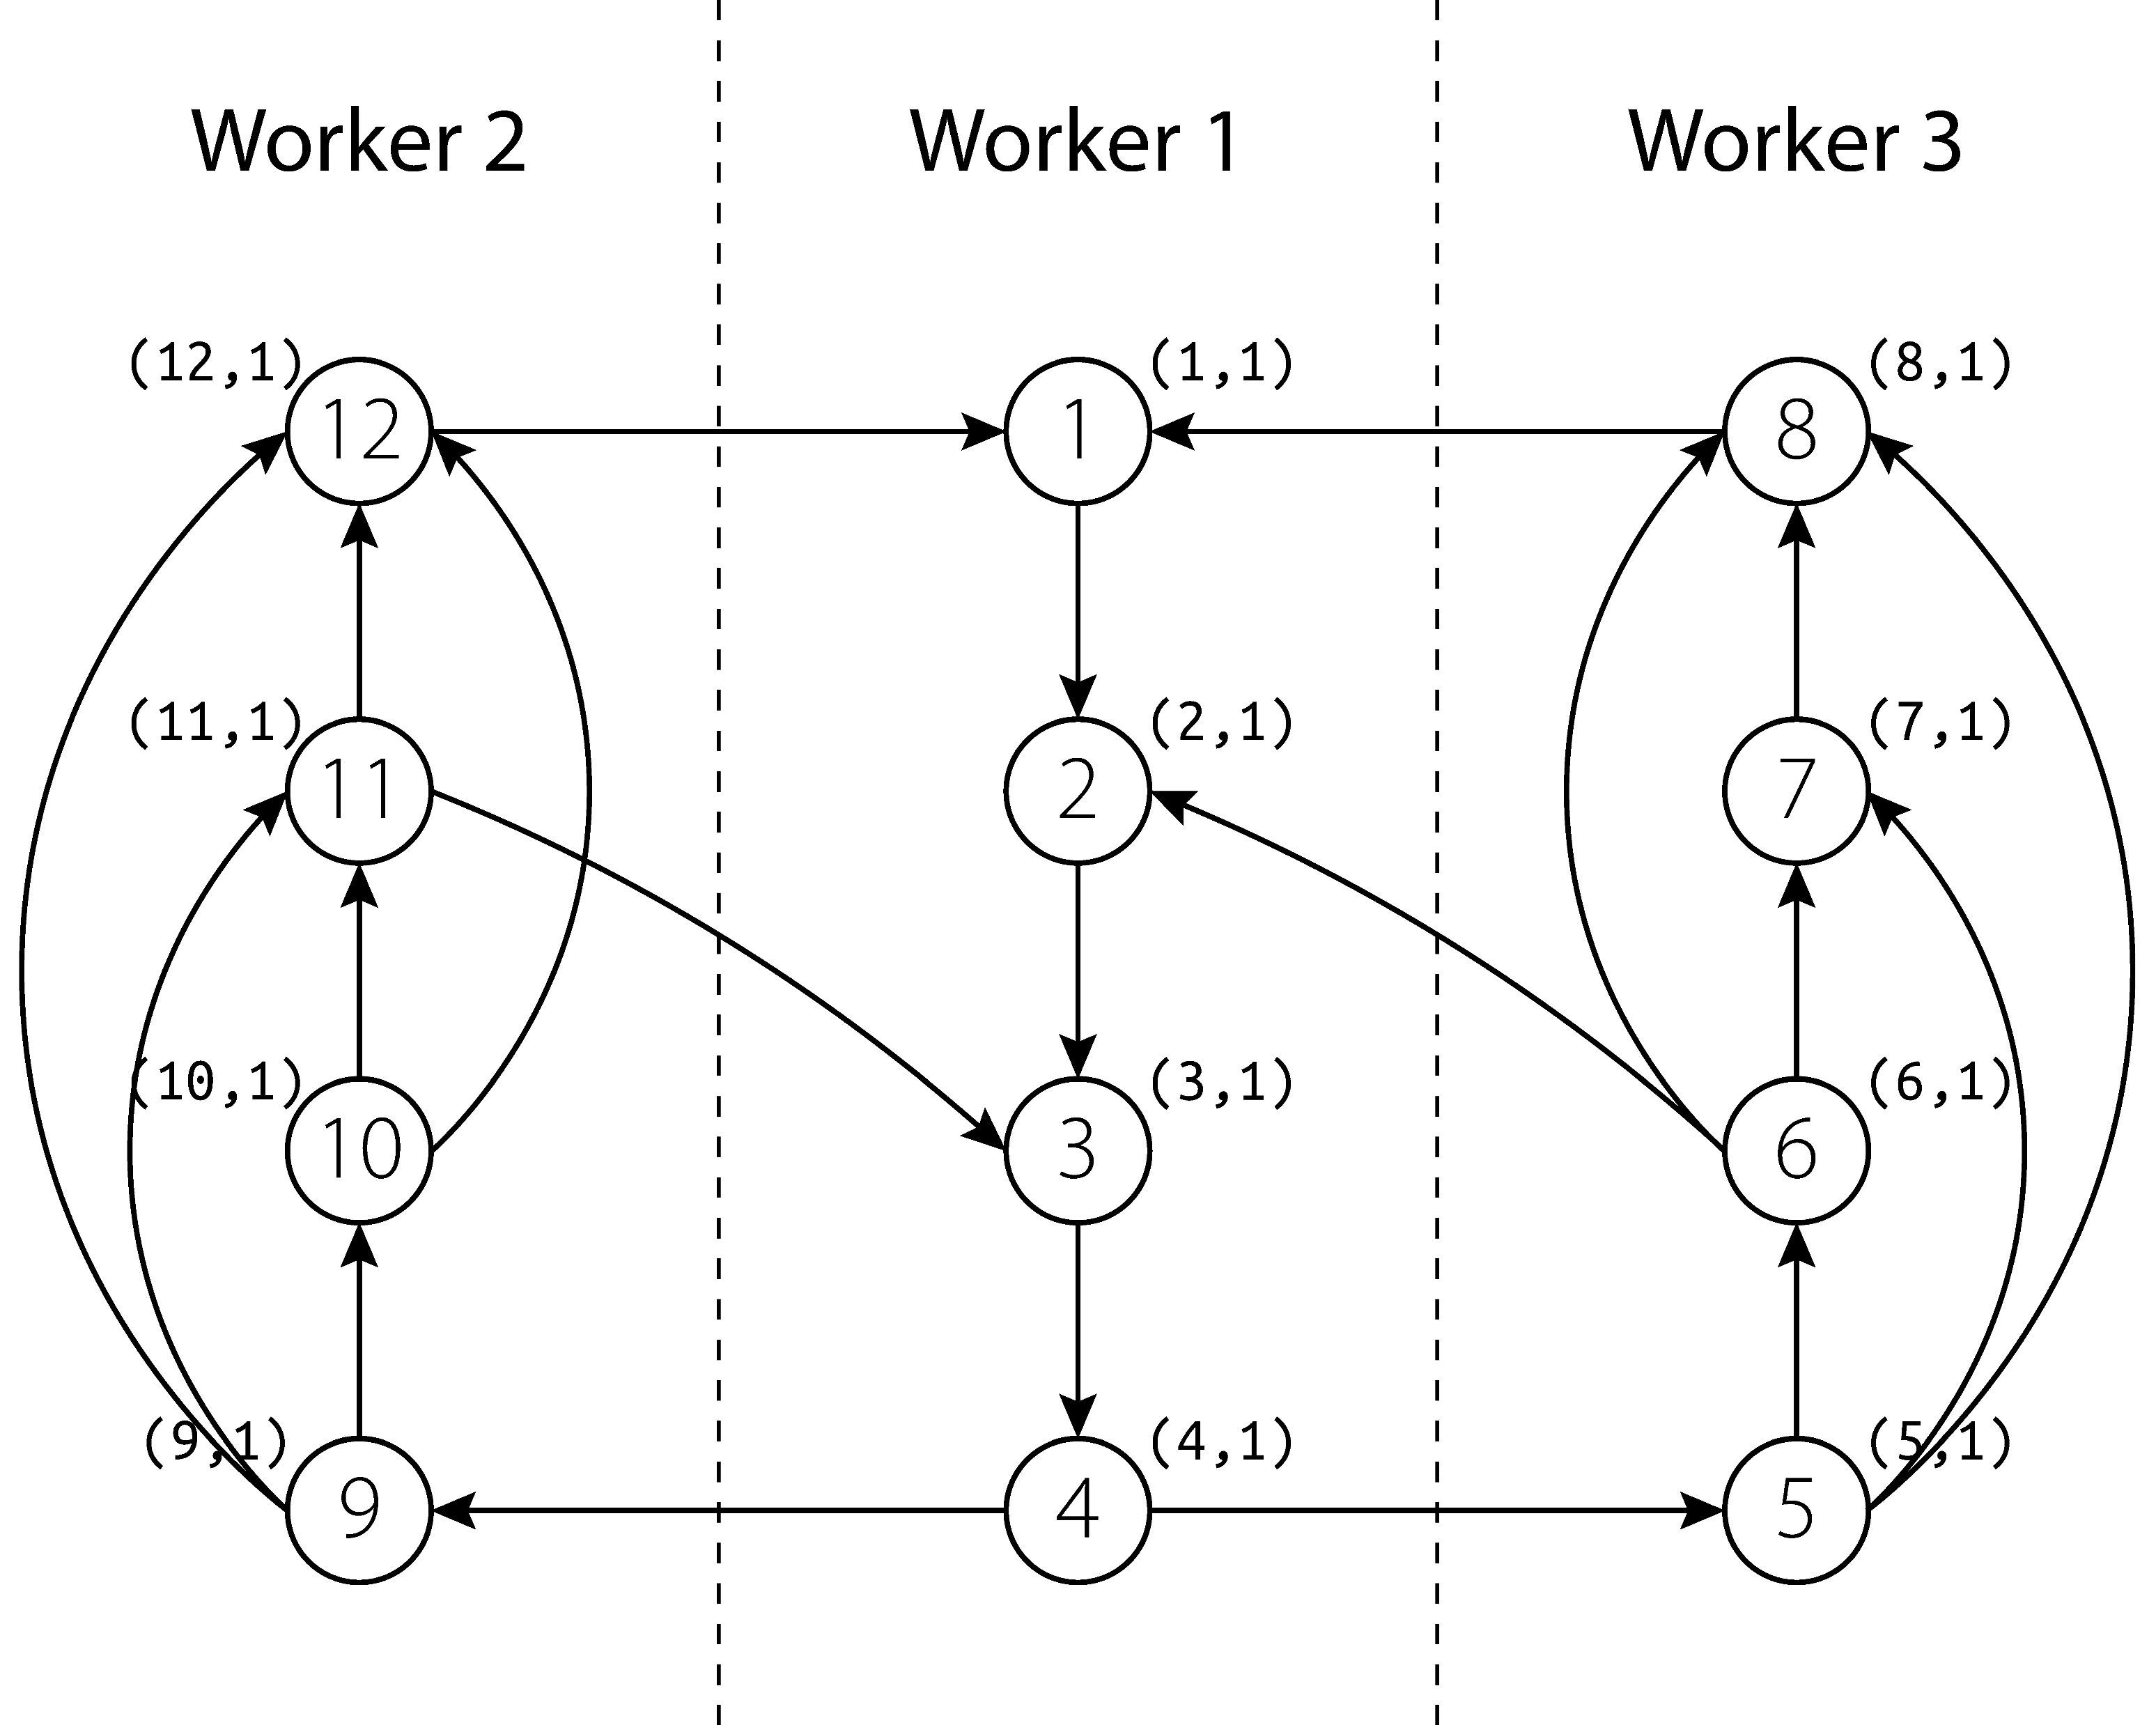 Worker 2 Worker 1 Worker 3
(12,1) (1,1) (8,1)
12 1 8
(11,1) (2,1) (7,1)
11 2 7
(10,1) (3,1) (6,1)
10 3 6
(9,1) (4,1) (5,1)
9 4 5